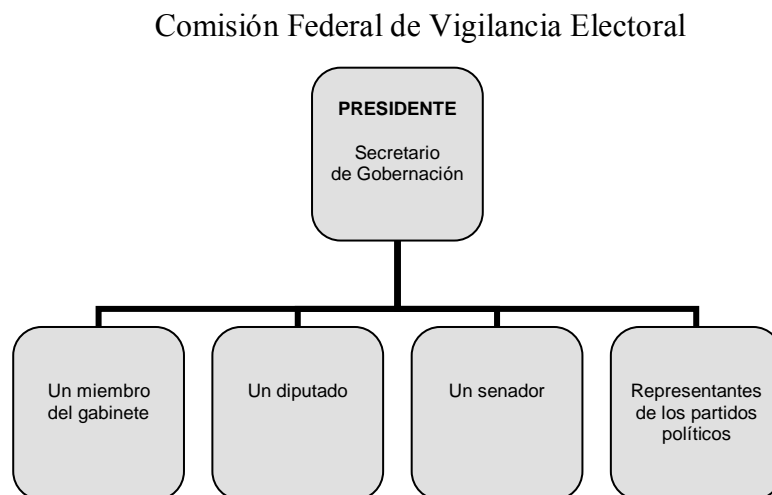 Comisión Federal de Vigilancia Electoral
PRESIDENTE
Secretario
de Gobernación
Un miembro
del gabinete
Un diputado
Un senador
Representantes
de los partidos
políticos